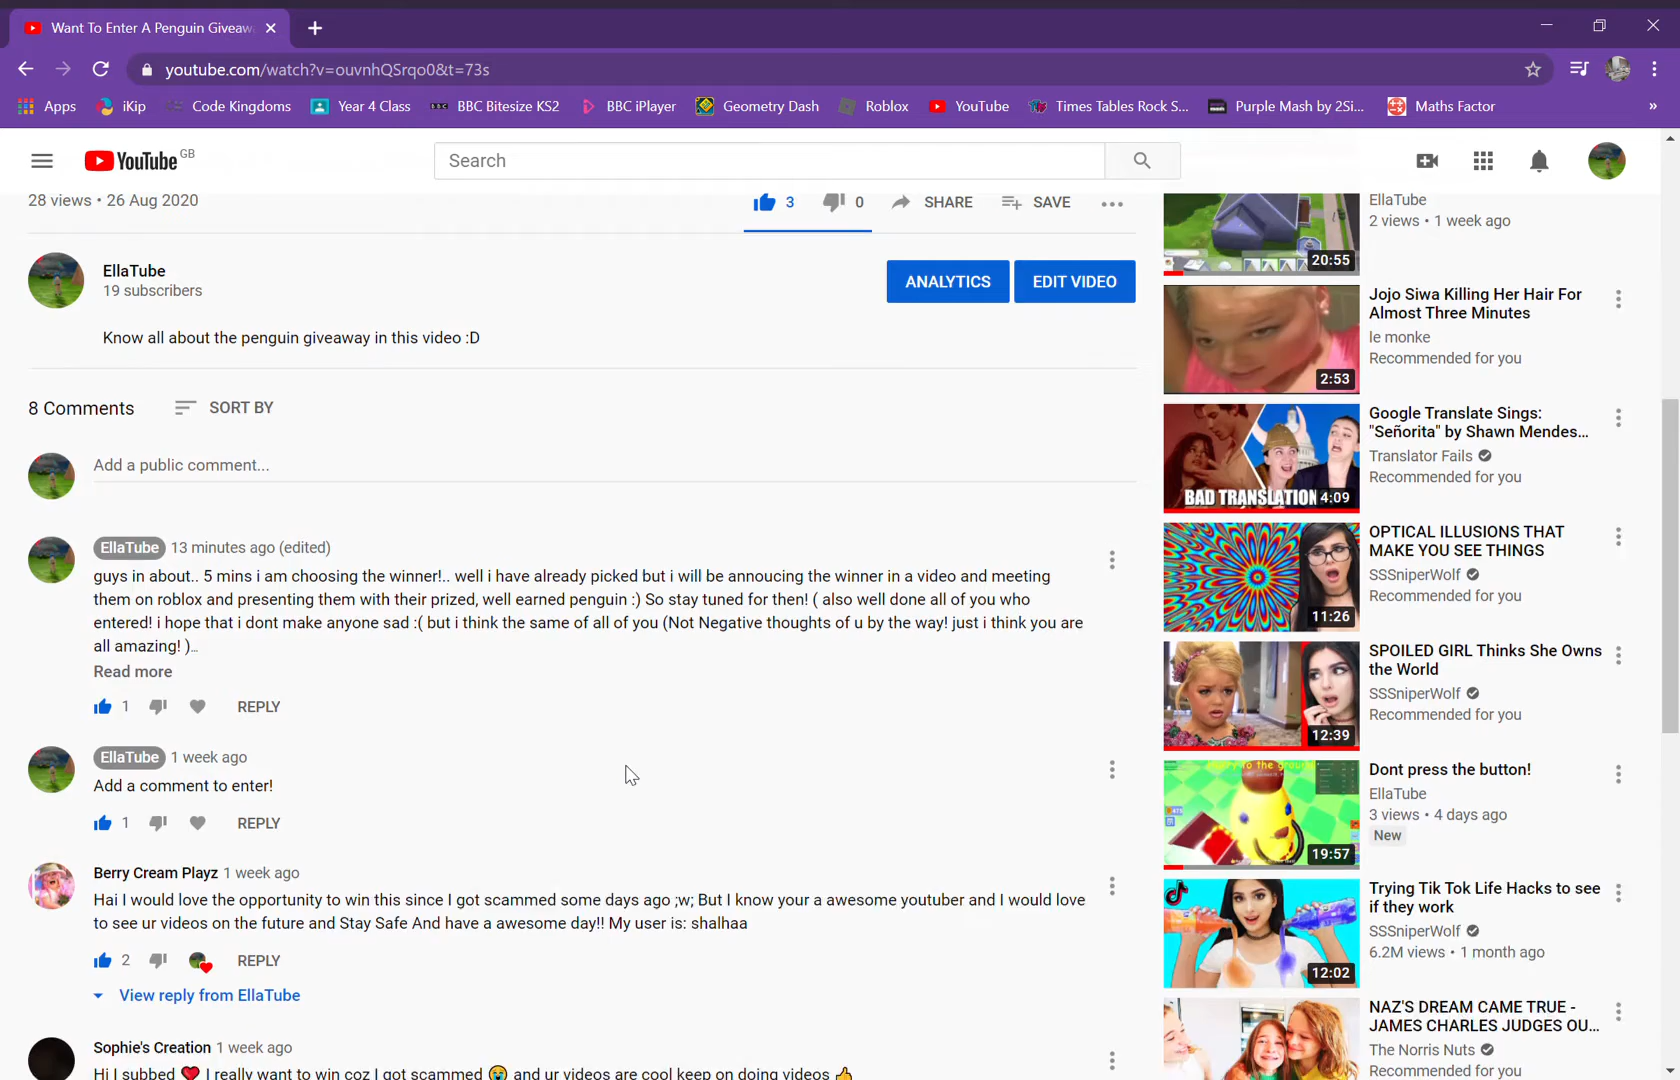 Want To Enter A Penguin Giveaw
youtube.com/watch?v=ouvnhQSrqo0&t=73s
Apps iKip Code Kingdoms Year 4 Class BBC BBC Bitesize KS2 BBC iPlayer Geometry Dash Roblox YouTube Times Tables Rock S... Purple Mash by 2Si... Maths Factor »
YouTube GB
Search
28 views • 26 Aug 2020
3 0 SHARE SAVE
EllaTube
19 subscribers
ANALYTICS EDIT VIDEO
Know all about the penguin giveaway in this video :D
8 Comments SORT BY
Add a public comment...
EllaTube 13 minutes ago (edited)
guys in about.. 5 mins i am choosing the winner!.. well i have already picked but i will be annoucing the winner in a video and meeting
them on roblox and presenting them with their prized, well earned penguin :) So stay tuned for then! ( also well done all of you who
entered! i hope that i dont make anyone sad :( but i think the same of all of you (Not Negative thoughts of u by the way! just i think you are
all amazing! )...
Read more
1 REPLY
EllaTube 1 week ago
Add a comment to enter!
1 REPLY
Berry Cream Playz 1 week ago
Hai I would love the opportunity to win this since I got scammed some days ago ;w; But I know your a awesome youtuber and I would love
to see ur videos on the future and Stay Safe And have a awesome day!! My user is: shalhaa
2 REPLY
View reply from EllaTube
Sophie's Creation 1 week ago
Hi I subbed ❤ I really want to win coz I got scammed 😭 and ur videos are cool keep on doing videos 👍
EllaTube
2 views • 1 week ago
20:55
Jojo Siwa Killing Her Hair For
Almost Three Minutes
le monke
Recommended for you
2:53
Google Translate Sings:
"Señorita" by Shawn Mendes...
Translator Fails
Recommended for you
BAD TRANSLATION 4:09
OPTICAL ILLUSIONS THAT
MAKE YOU SEE THINGS
SSSniperWolf
Recommended for you
11:26
SPOILED GIRL Thinks She Owns
the World
SSSniperWolf
Recommended for you
12:39
Dont press the button!
EllaTube
3 views • 4 days ago
New
to the ground
19:57
Trying Tik Tok Life Hacks to see
if they work
SSSniperWolf
6.2M views • 1 month ago
12:02
NAZ'S DREAM CAME TRUE -
JAMES CHARLES JUDGES OU...
The Norris Nuts
Recommended for you